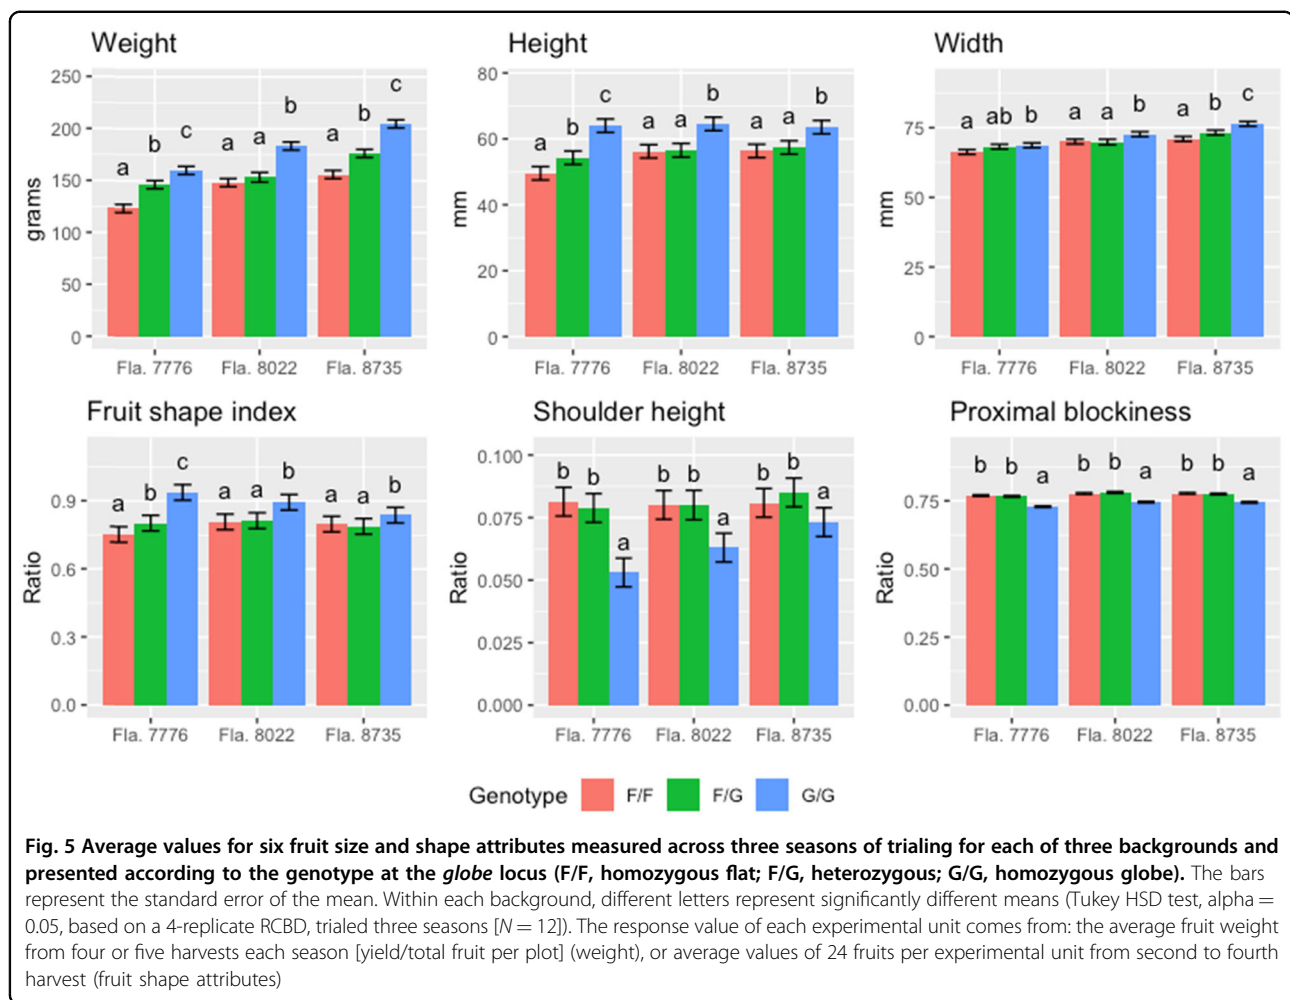 Weight
Height
Width
250
200
150
100
50
0
grams
a b c a a b a b c
Fla. 7776 Fla. 8022 Fla. 8735
80
60
40
20
0
mm
a b c a a b a a b
Fla. 7776 Fla. 8022 Fla. 8735
75
50
25
0
mm
a ab b a a b a b c
Fla. 7776 Fla. 8022 Fla. 8735
Fruit shape index
Shoulder height
Proximal blockiness
0.9
0.6
0.3
0.0
Ratio
a b c a a b a a b
Fla. 7776 Fla. 8022 Fla. 8735
0.100
0.075
0.050
0.025
0.000
Ratio
b b a b b a b b a
Fla. 7776 Fla. 8022 Fla. 8735
0.75
0.50
0.25
0.00
Ratio
b b a b b a b b a
Fla. 7776 Fla. 8022 Fla. 8735
Genotype F/F F/G G/G
Fig. 5 Average values for six fruit size and shape attributes measured across three seasons of trialing for each of three backgrounds and
presented according to the genotype at the globe locus (F/F, homozygous flat; F/G, heterozygous; G/G, homozygous globe). The bars
represent the standard error of the mean. Within each background, different letters represent significantly different means (Tukey HSD test, alpha =
0.05, based on a 4-replicate RCBD, trialed three seasons [N = 12]). The response value of each experimental unit comes from: the average fruit weight
from four or five harvests each season [yield/total fruit per plot] (weight), or average values of 24 fruits per experimental unit from second to fourth
harvest (fruit shape attributes)